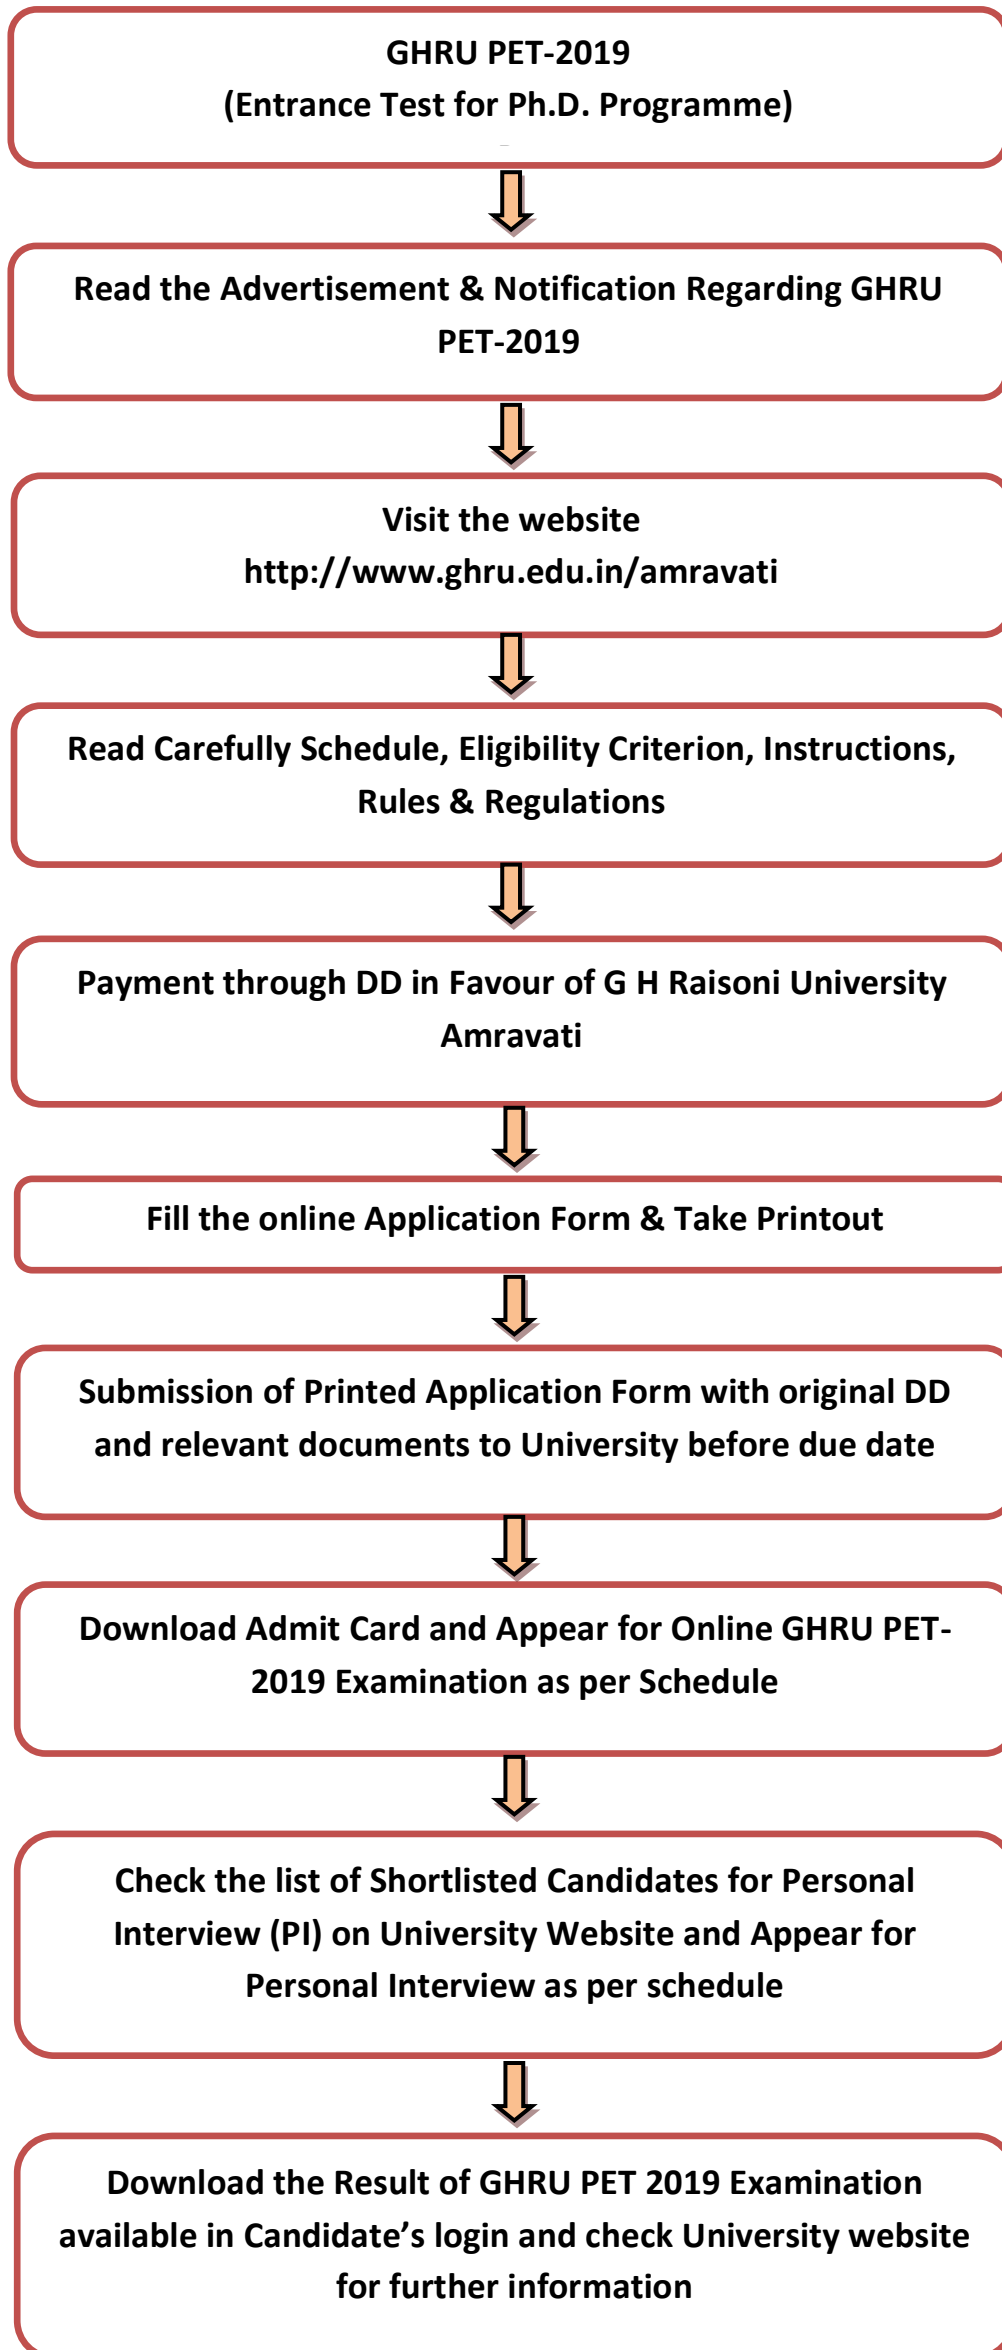 GHRU PET-2019
(Entrance Test for Ph.D. Programme)
Read the Advertisement & Notification Regarding GHRU
PET-2019
Visit the website
http://www.ghru.edu.in/amravati
Read Carefully Schedule, Eligibility Criterion, Instructions,
Rules & Regulations
Payment through DD in Favour of G H Raisoni University
Amravati
Fill the online Application Form & Take Printout
Submission of Printed Application Form with original DD
and relevant documents to University before due date
Download Admit Card and Appear for Online GHRU PET-
2019 Examination as per Schedule
Check the list of Shortlisted Candidates for Personal
Interview (PI) on University Website and Appear for
Personal Interview as per schedule
Download the Result of GHRU PET 2019 Examination
available in Candidate’s login and check University website
for further information